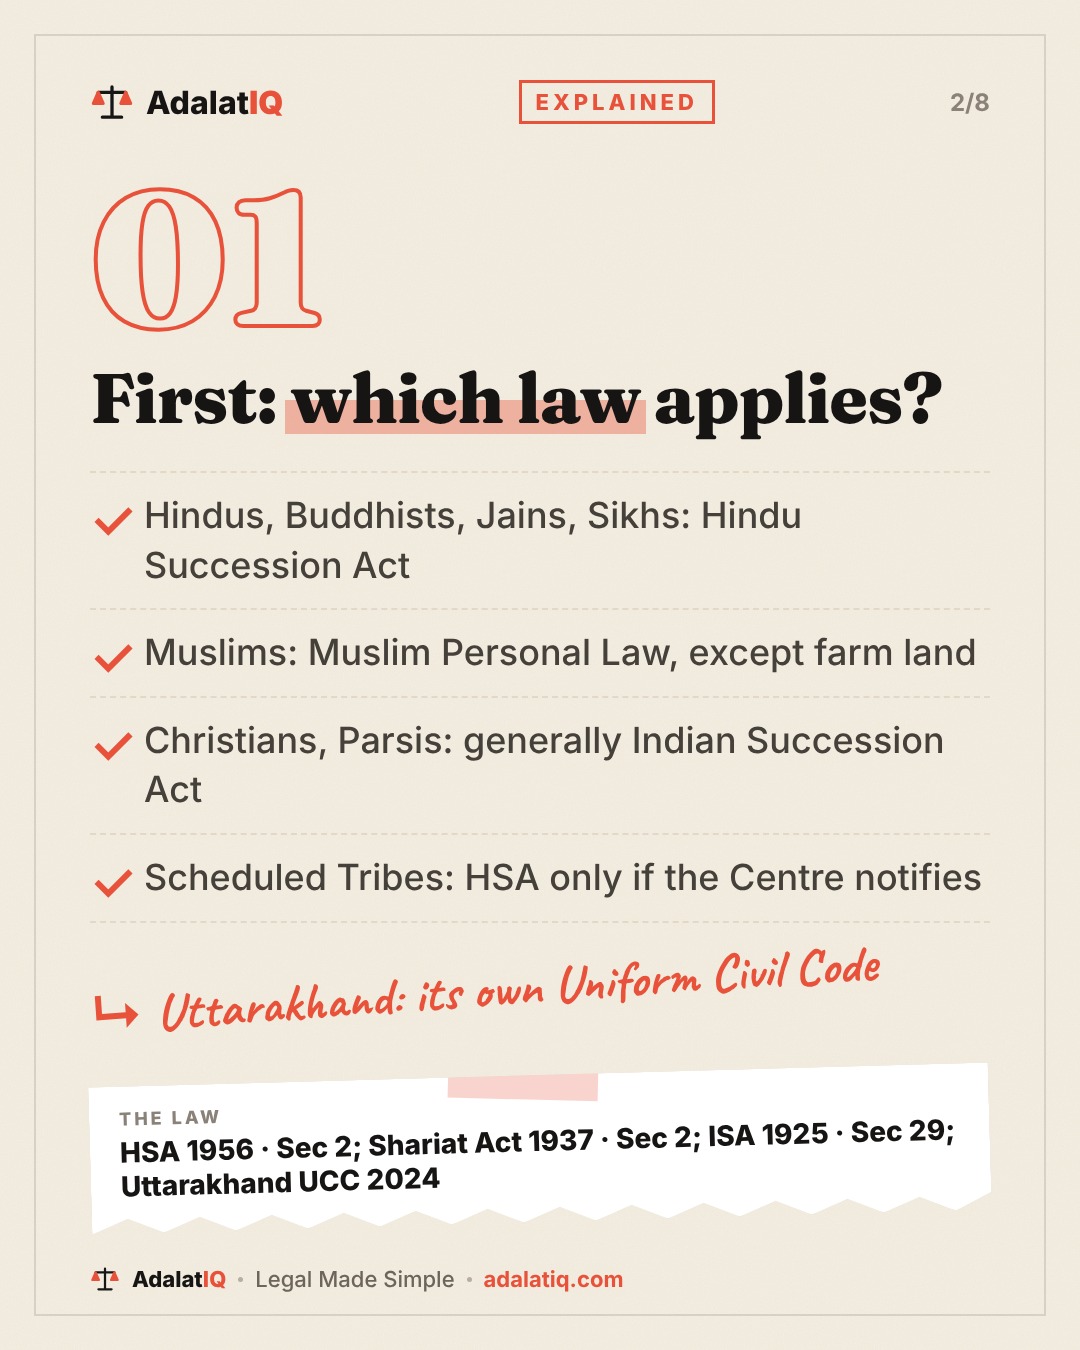 AdalatIQ
EXPLAINED
2/8
01
First: which law applies?
Hindus, Buddhists, Jains, Sikhs: Hindu
Succession Act
Muslims: Muslim Personal Law, except farm land
Christians, Parsis: generally Indian Succession
Act
Scheduled Tribes: HSA only if the Centre notifies
Uttarakhand: its own Uniform Civil Code
THE LAW
HSA 1956 · Sec 2; Shariat Act 1937 · Sec 2; ISA 1925 · Sec 29;
Uttarakhand UCC 2024
AdalatIQ • Legal Made Simple • adalatiq.com